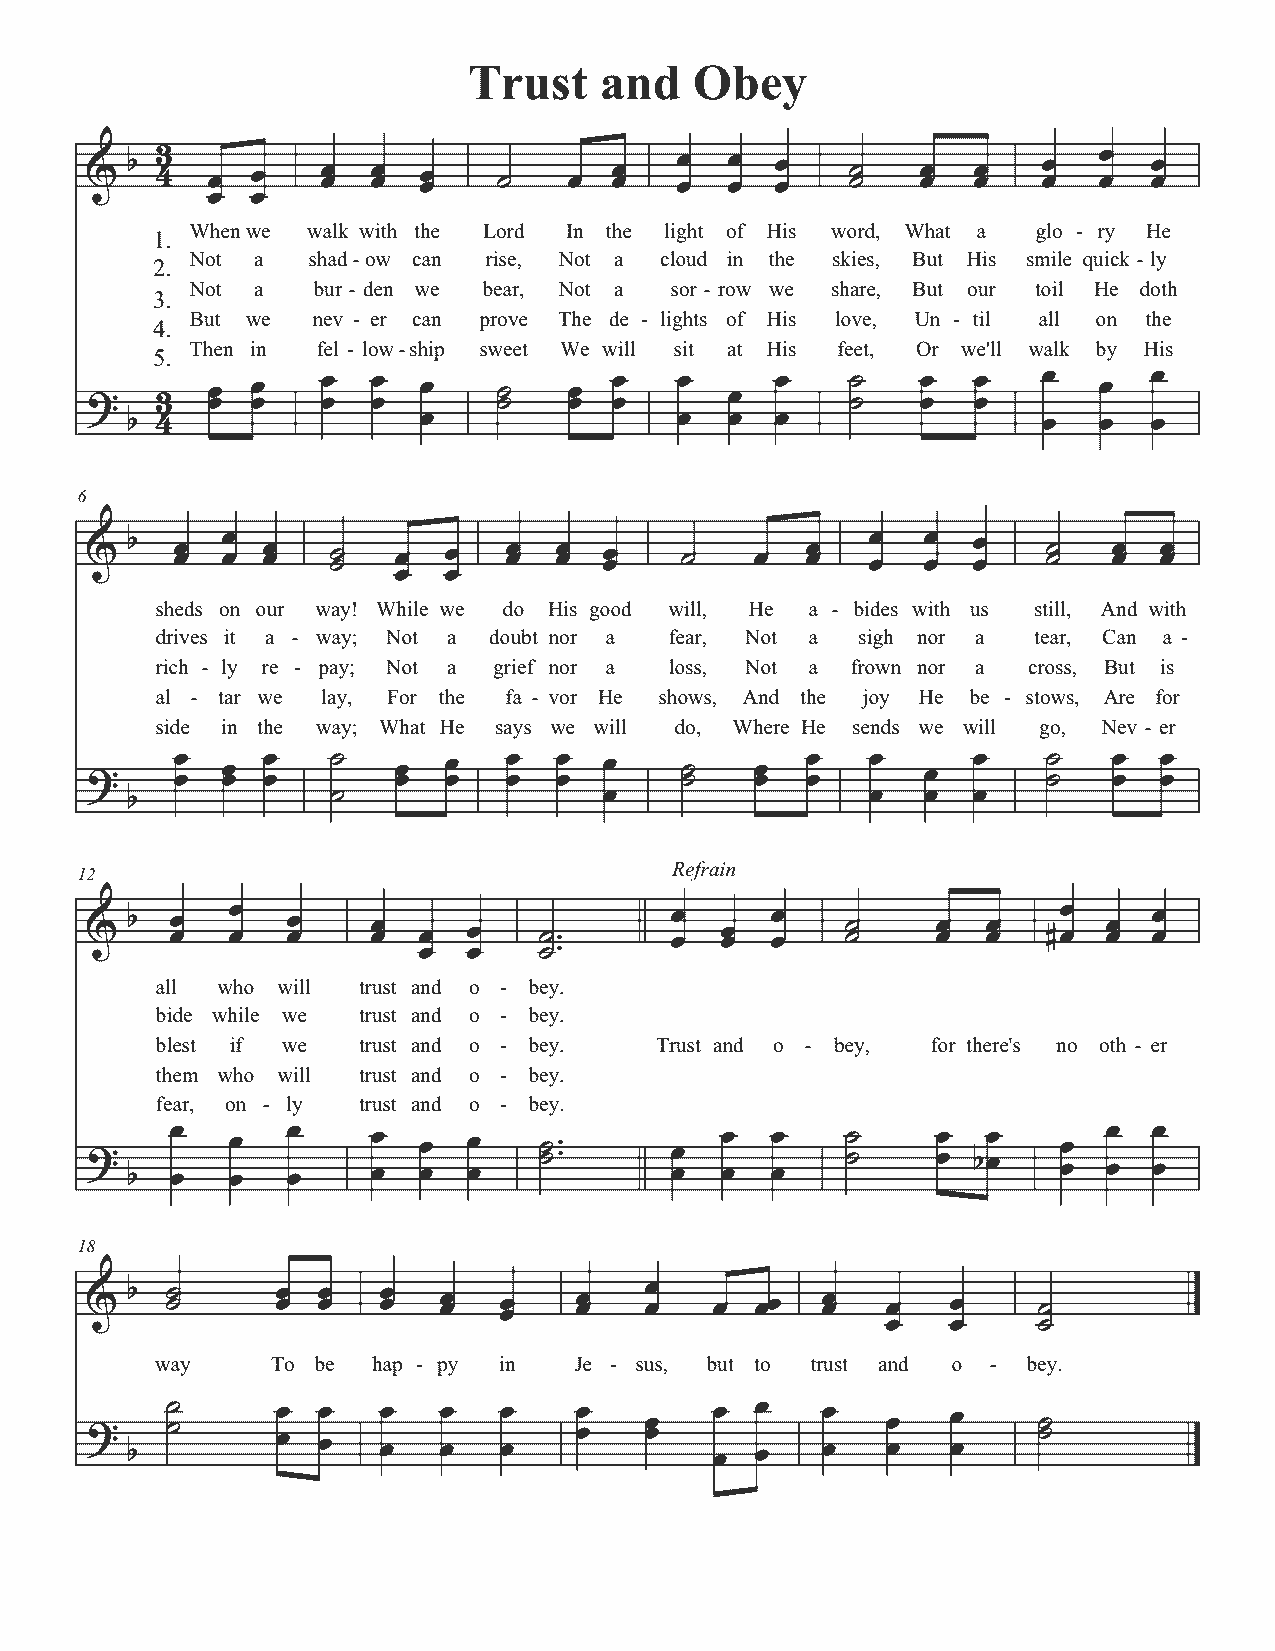 Trust and Obey
1. When we walk with the Lord In the light of His word, What a glo - ry He
2. Not a shad - ow can rise, Not a cloud in the skies, But His smile quick - ly
3. Not a bur - den we bear, Not a sor - row we share, But our toil He doth
4. But we nev - er can prove The de - lights of His love, Un - til all on the
5. Then in fel - low - ship sweet We will sit at His feet, Or we'll walk by His
6
sheds on our way! While we do His good will, He a - bides with us still, And with
drives it a - way; Not a doubt nor a fear, Not a sigh nor a tear, Can a -
rich - ly re - pay; Not a grief nor a loss, Not a frown nor a cross, But is
al - tar we lay, For the fa - vor He shows, And the joy He be - stows, Are for
side in the way; What He says we will do, Where He sends we will go, Nev - er
12 Refrain
all who will trust and o - bey.
bide while we trust and o - bey.
blest if we trust and o - bey. Trust and o - bey, for there's no oth - er
them who will trust and o - bey.
fear, on - ly trust and o - bey.
18
way To be hap - py in Je - sus, but to trust and o - bey.